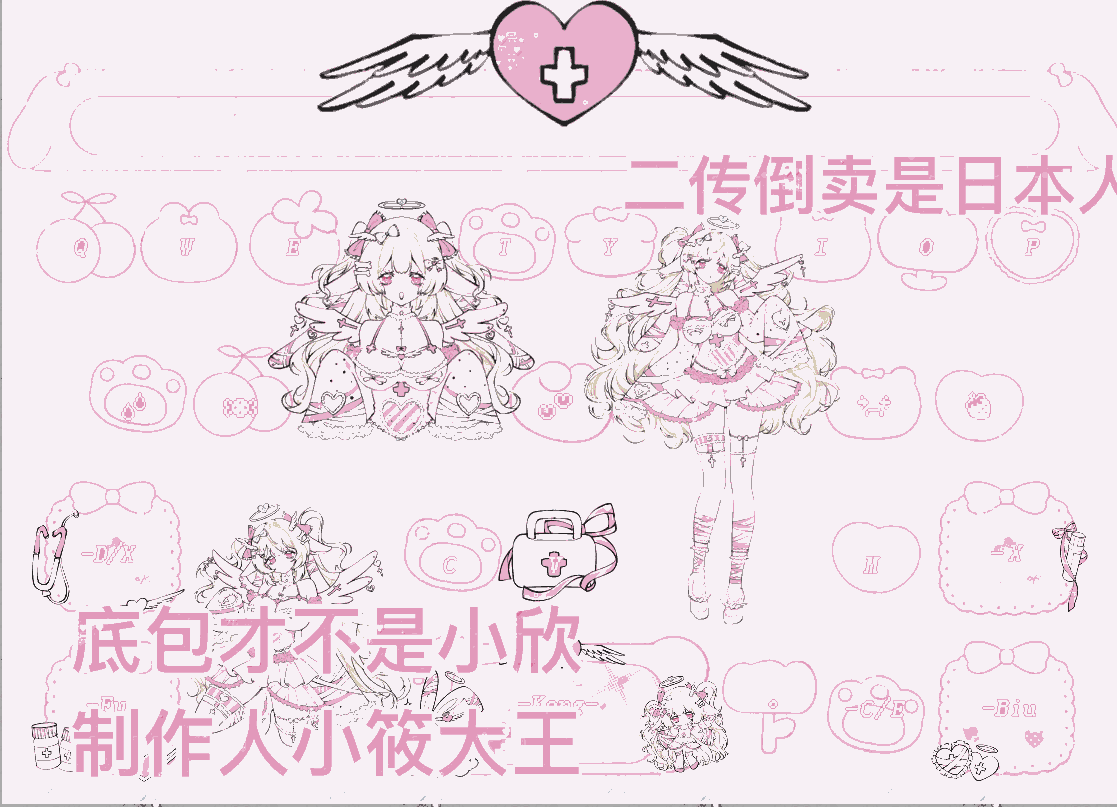 二传倒卖是日本人
Q W E T Y I O P
-D/X C Y N -X
底包才不是小欣
-Fu -Kong- -C/E -Biu
制作人小筱大王